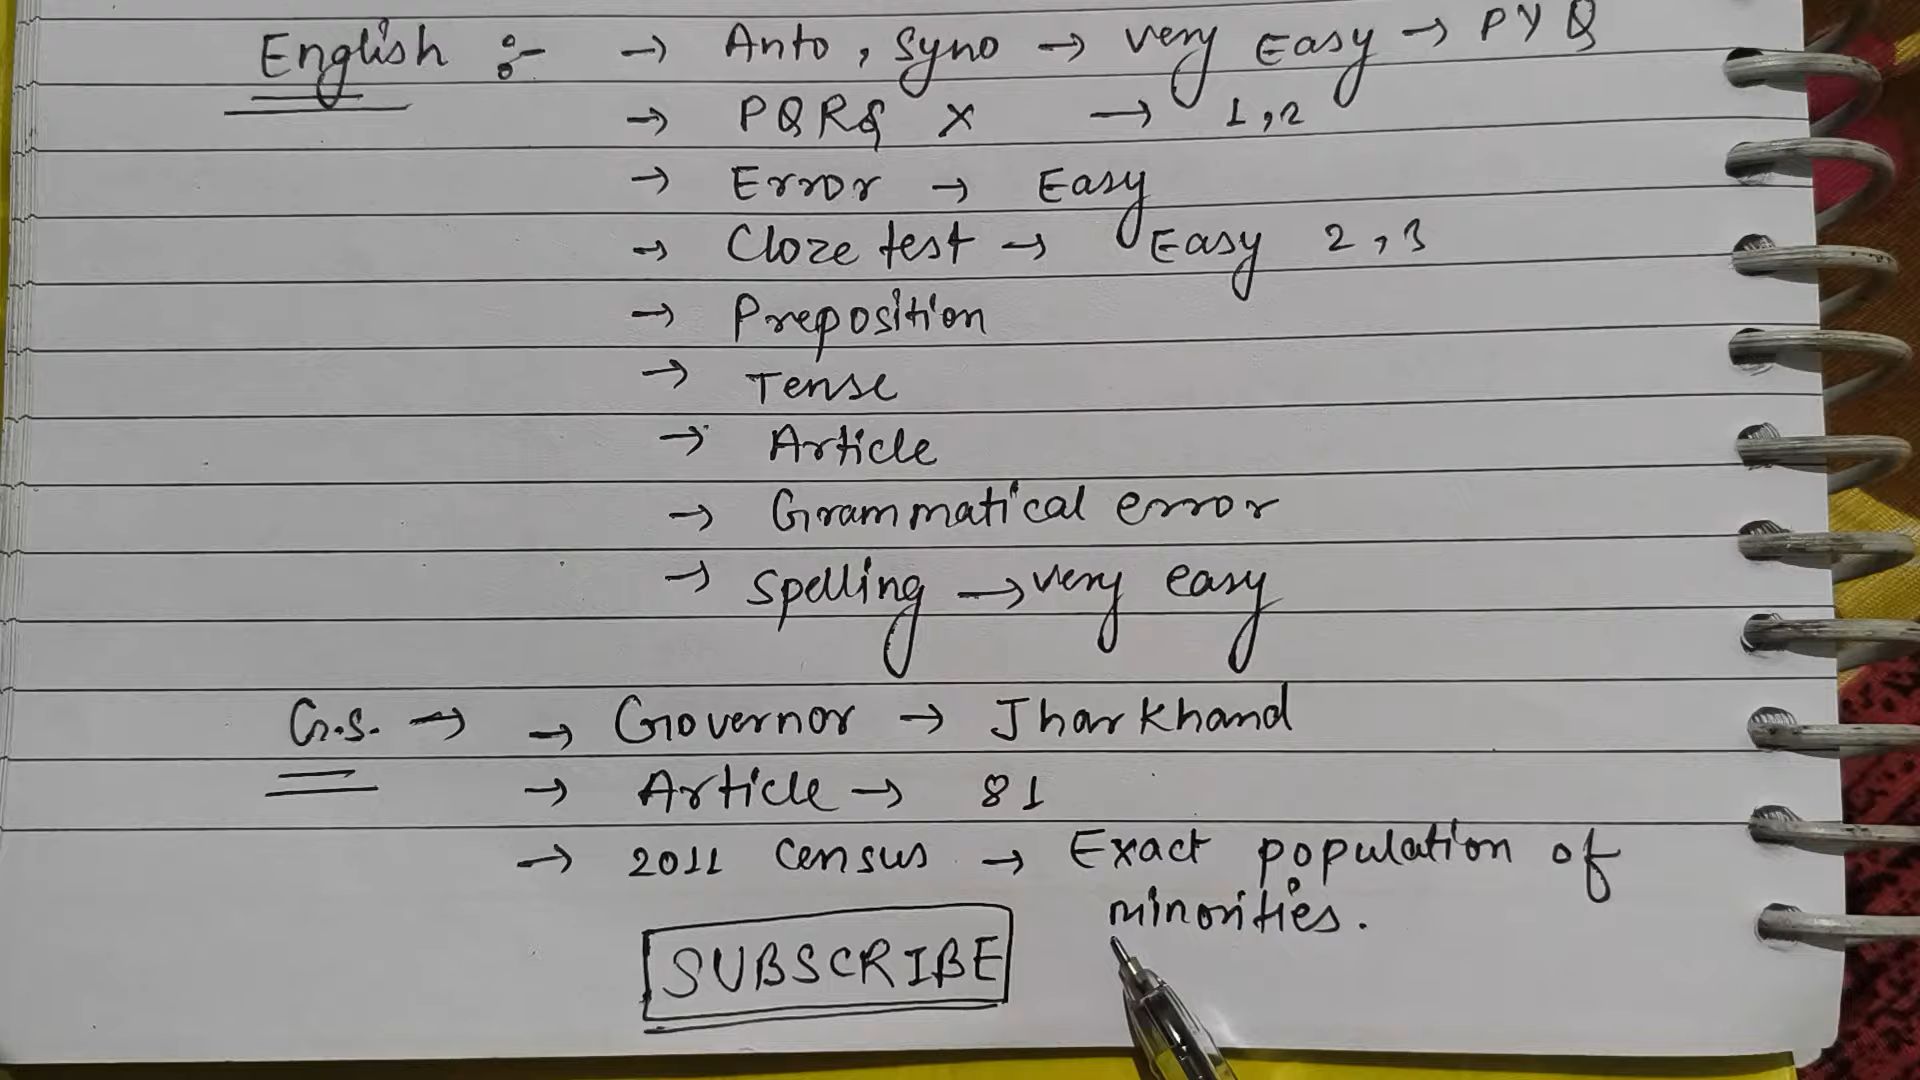 English :- → Anto, Syno → very Easy → PYQ
→ PQRS × → 1,2
→ Error → Easy
→ Cloze test → Easy 2,3
→ Preposition
→ Tense
→ Article
→ Grammatical error
→ Spelling → very easy
G.S. → → Governor → Jharkhand
→ Article → 81
→ 2011 Census → Exact population of
minorities.
SUBSCRIBE